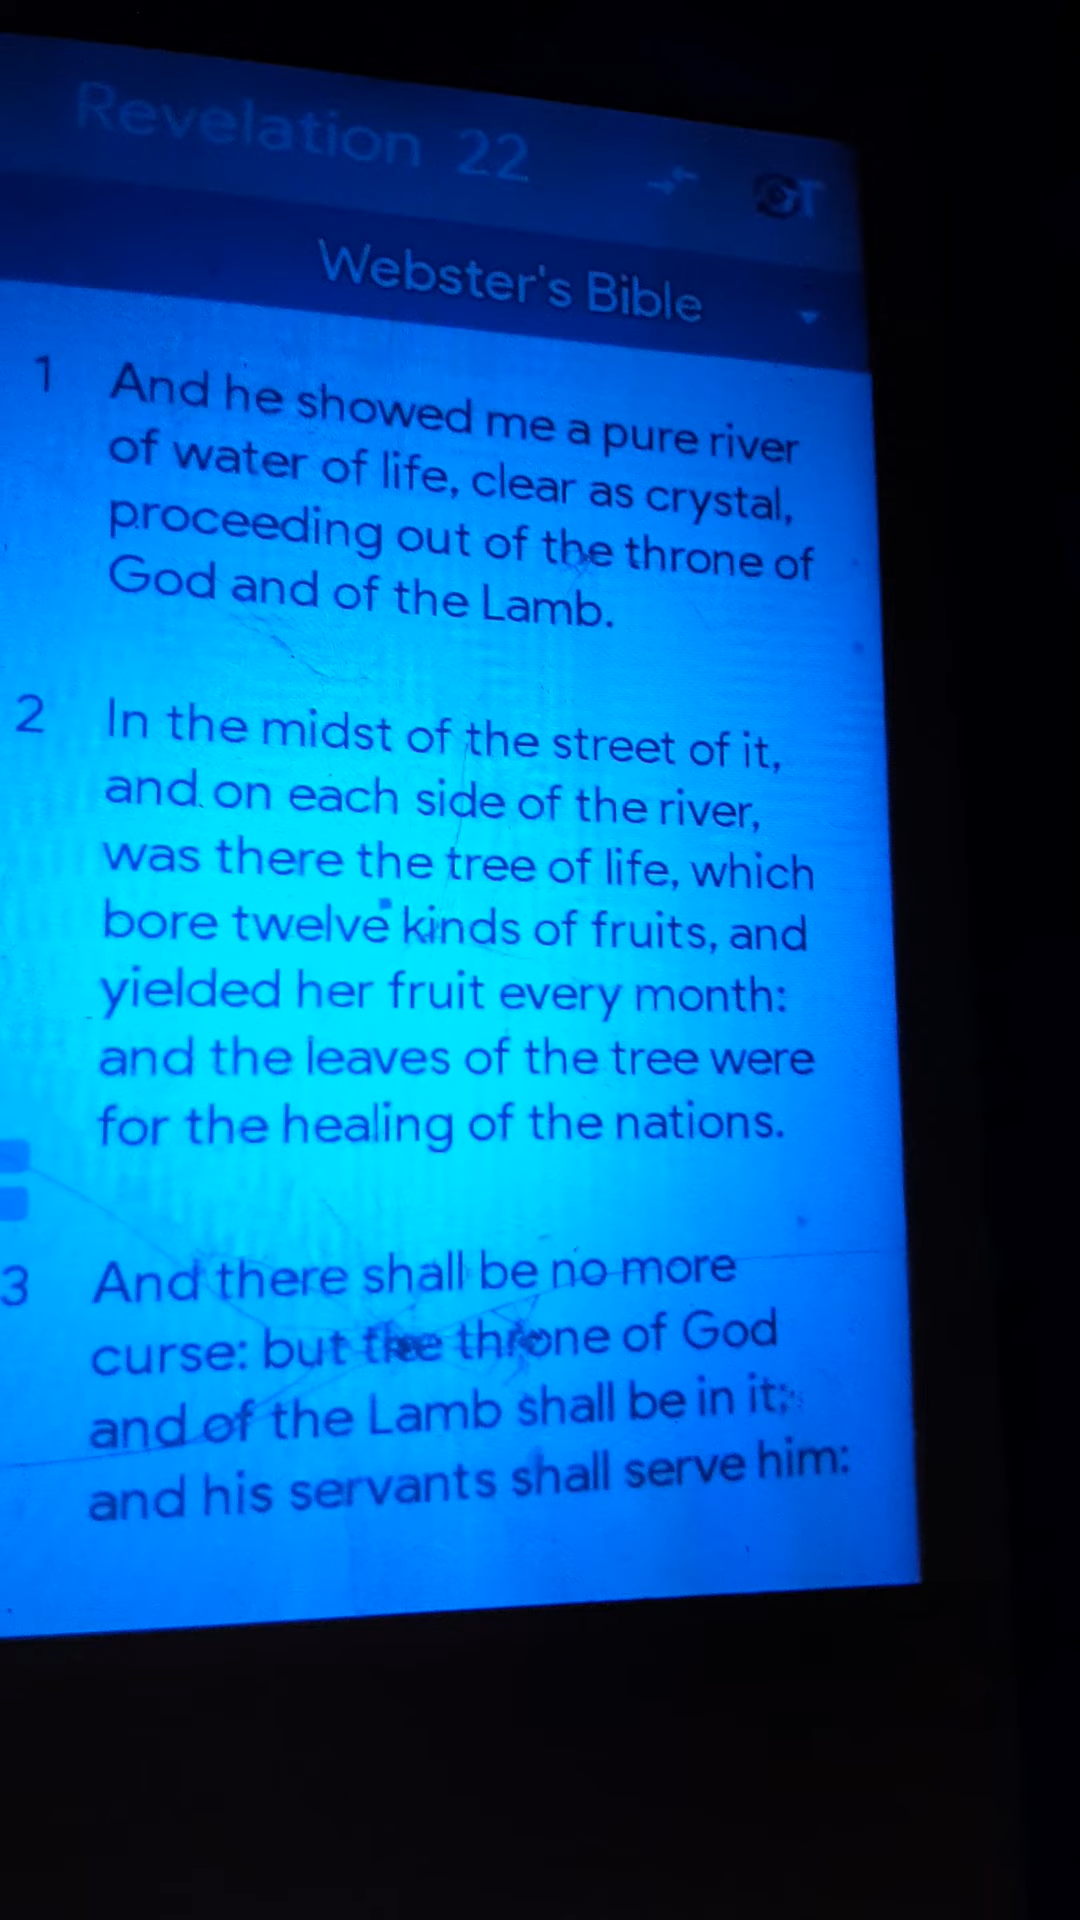 Revelation 22
Webster's Bible
1 And he showed me a pure river
of water of life, clear as crystal,
proceeding out of the throne of
God and of the Lamb.
2 In the midst of the street of it,
and on each side of the river,
was there the tree of life, which
bore twelve kinds of fruits, and
yielded her fruit every month:
and the leaves of the tree were
for the healing of the nations.
3 And there shall be no more
curse: but the throne of God
and of the Lamb shall be in it;
and his servants shall serve him: